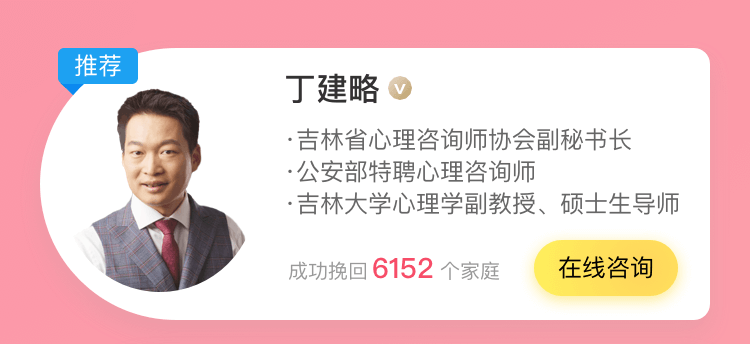 推荐
丁建略
·吉林省心理咨询师协会副秘书长
·公安部特聘心理咨询师
·吉林大学心理学副教授、硕士生导师
成功挽回 6152 个家庭
在线咨询